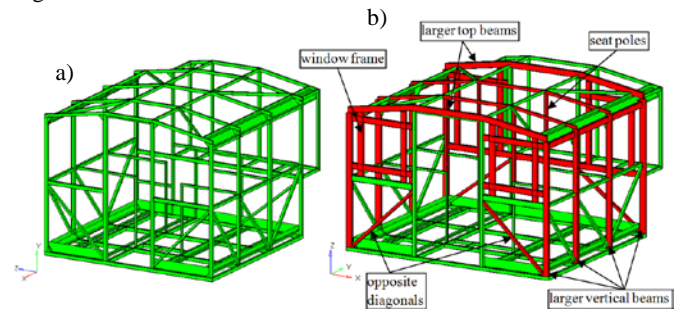 a)
b)
larger top beams
seat poles
window frame
opposite
diagonals
larger vertical beams
Y
Z
X
Z
Y
X